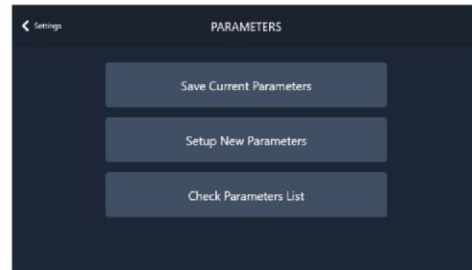 Settings
PARAMETERS
Save Current Parameters
Setup New Parameters
Check Parameters List